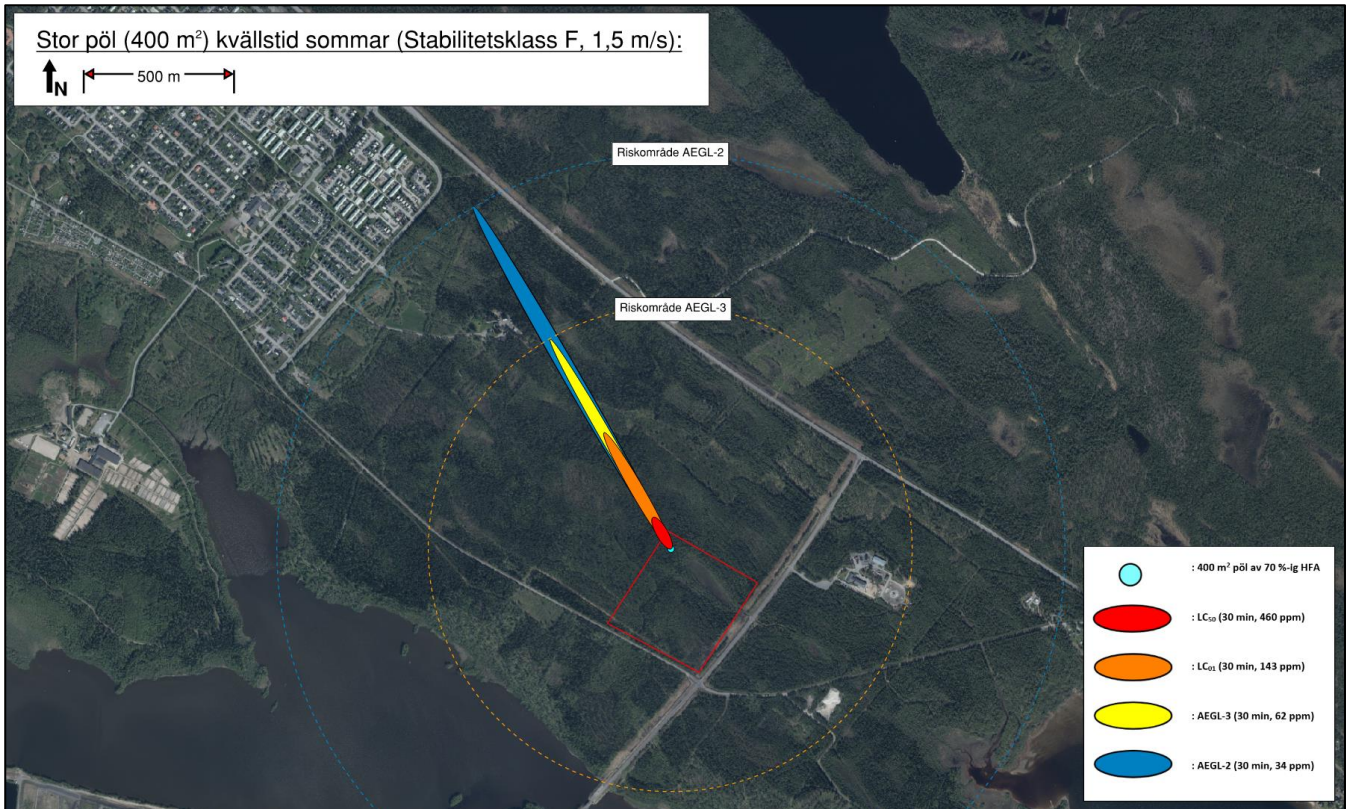 Stor pöl (400 m²) kvällstid sommar (Stabilitetsklass F, 1,5 m/s):
N
500 m
Riskområde AEGL-2
Riskområde AEGL-3
: 400 m² pöl av 70 %-ig HFA
: LC₅₀ (30 min, 460 ppm)
: LC₀₁ (30 min, 143 ppm)
: AEGL-3 (30 min, 62 ppm)
: AEGL-2 (30 min, 34 ppm)